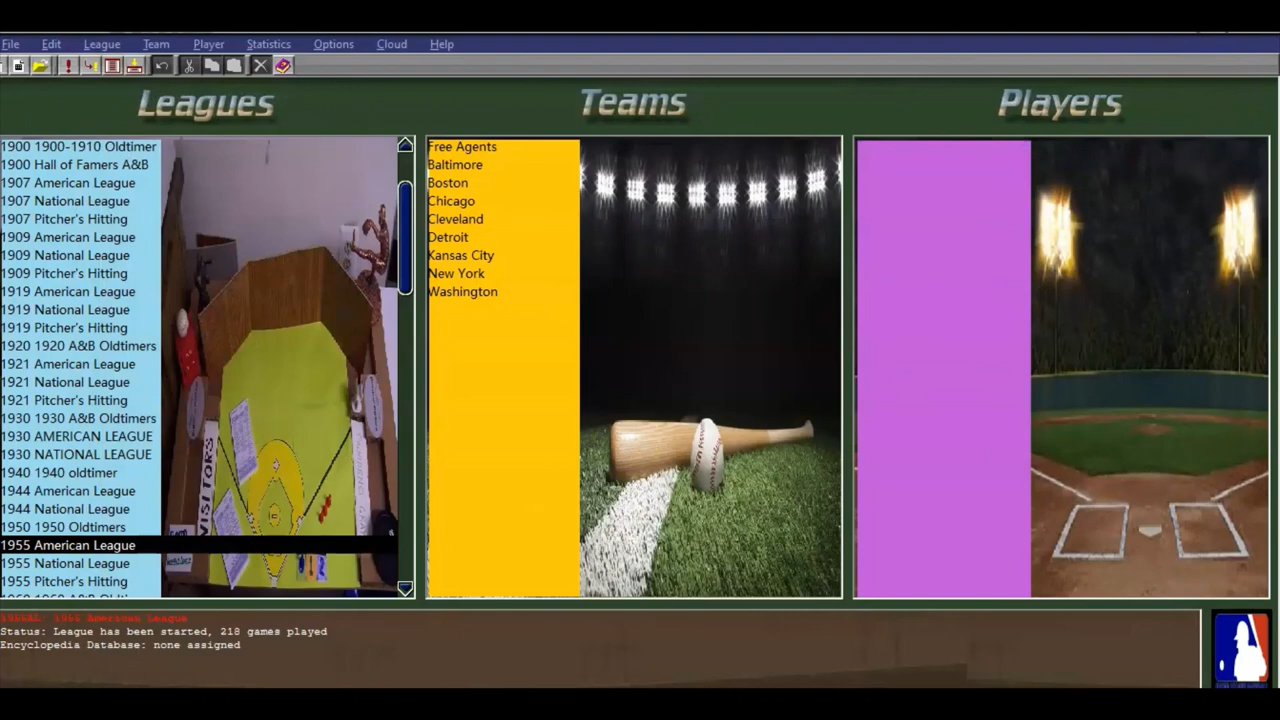 File Edit League Team Player Statistics Options Cloud Help
Leagues
Teams
Players
1900 1900-1910 Oldtimer
1900 Hall of Famers A&B
1907 American League
1907 National League
1907 Pitcher's Hitting
1909 American League
1909 National League
1909 Pitcher's Hitting
1919 American League
1919 National League
1919 Pitcher's Hitting
1920 1920 A&B Oldtimers
1921 American League
1921 National League
1921 Pitcher's Hitting
1930 1930 A&B Oldtimers
1930 AMERICAN LEAGUE
1930 NATIONAL LEAGUE
1940 1940 oldtimer
1944 American League
1944 National League
1950 1950 Oldtimers
1955 American League
1955 National League
1955 Pitcher's Hitting
VISITORS
Free Agents
Baltimore
Boston
Chicago
Cleveland
Detroit
Kansas City
New York
Washington
1955AL: 1955 American League
Status: League has been started, 218 games played
Encyclopedia Database: none assigned